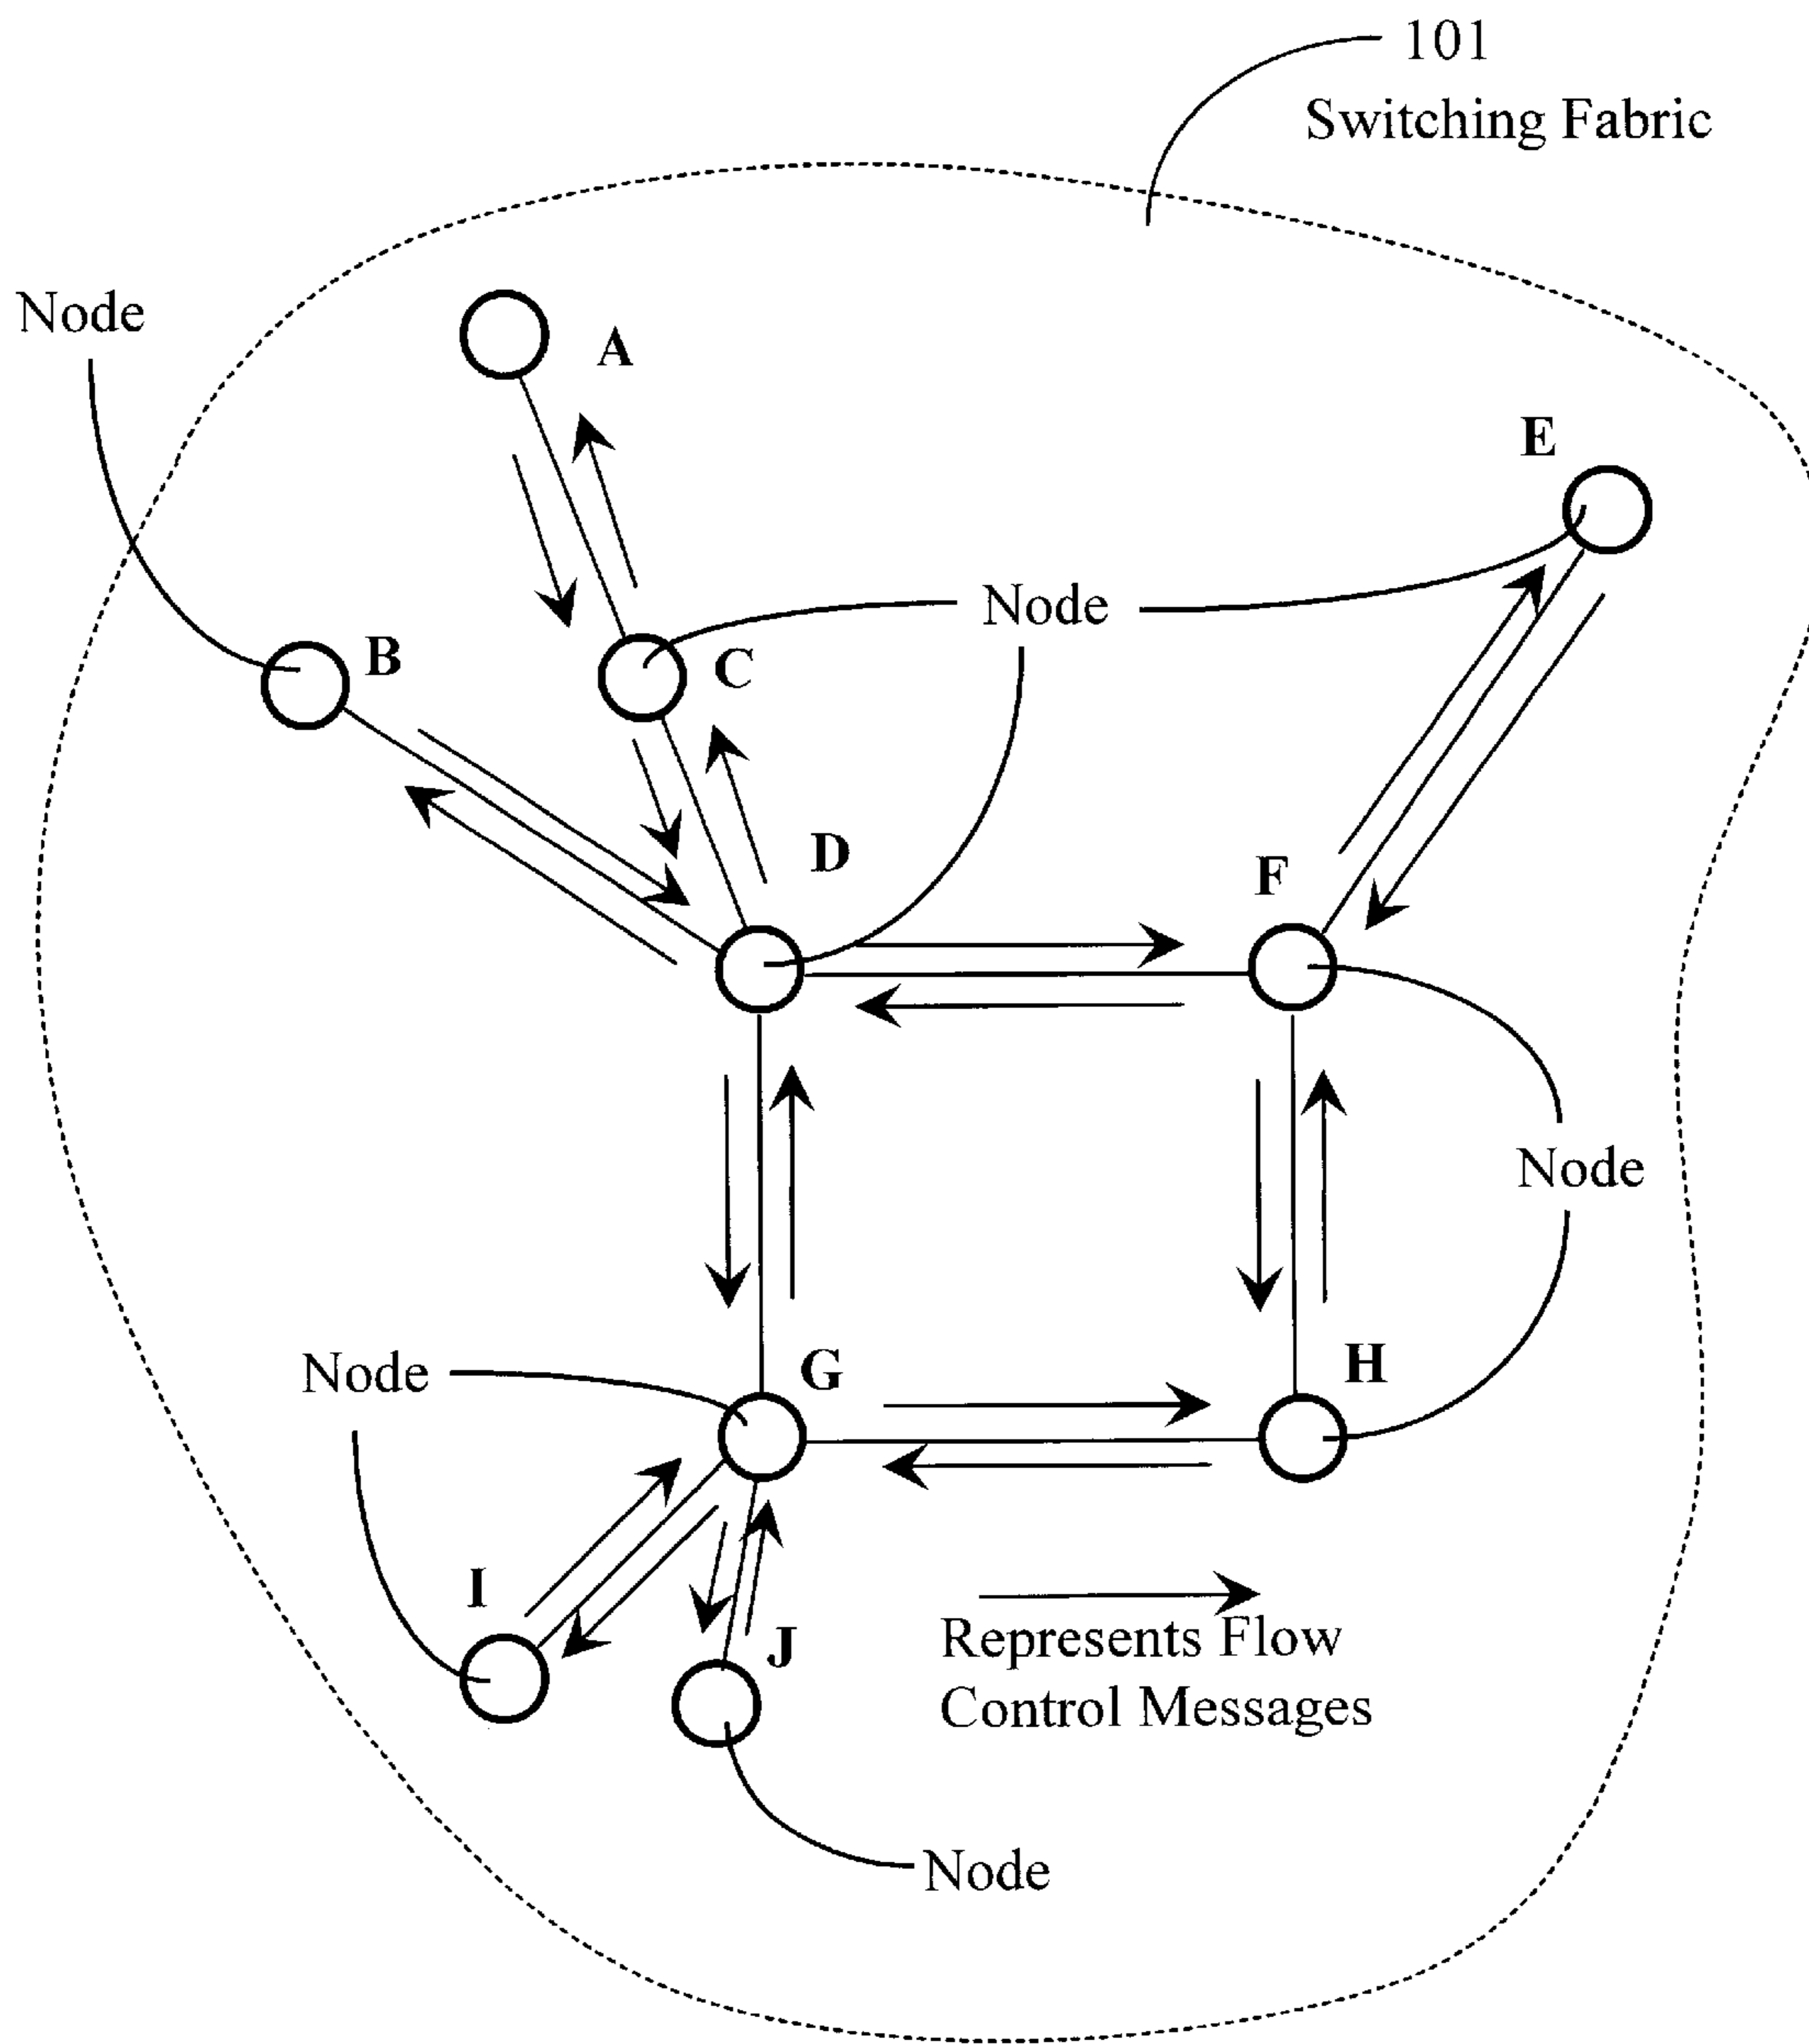 101
Switching Fabric
Node
A
E
Node
B
C
D
F
Node
Node
G
H
I
J
Represents Flow
Control Messages
Node